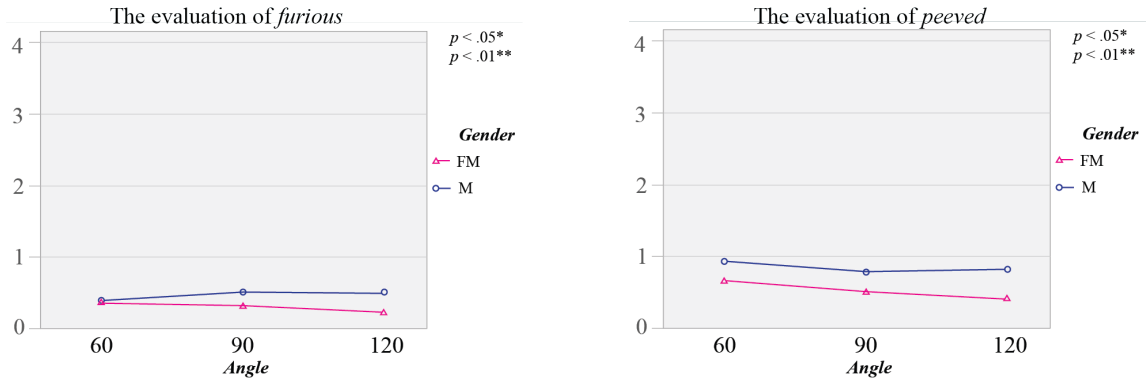 The evaluation of furious
p < .05*
p < .01**
4
3
2
1
0
60 90 120
Angle
Gender
FM
M
The evaluation of peeved
p < .05*
p < .01**
4
3
2
1
0
60 90 120
Angle
Gender
FM
M